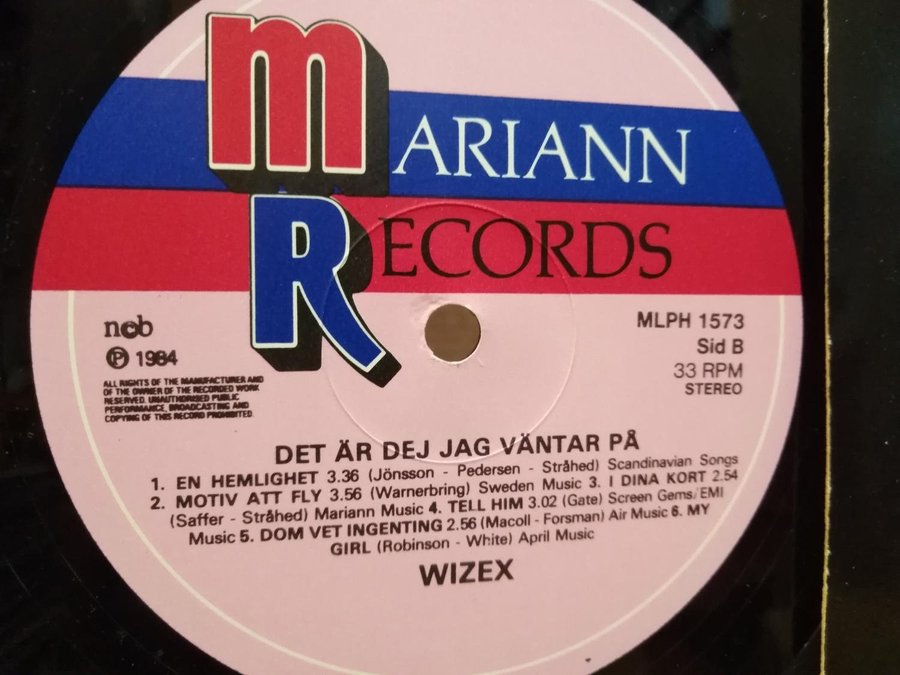 MARIANN
RECORDS
ncb
Ⓟ 1984
ALL RIGHTS OF THE MANUFACTURER AND
OF THE OWNER OF THE RECORDED WORK
RESERVED. UNAUTHORISED PUBLIC
PERFORMANCE, BROADCASTING AND
COPYING OF THIS RECORD PROHIBITED.
MLPH 1573
Sid B
33 RPM
STEREO
DET ÄR DEJ JAG VÄNTAR PÅ
1. EN HEMLIGHET 3.36 (Jönsson - Pedersen - Stråhed) Scandinavian Songs
2. MOTIV ATT FLY 3.56 (Warnerbring) Sweden Music 3. I DINA KORT 2.54
(Saffer - Stråhed) Mariann Music 4. TELL HIM 3.02 (Gate) Screen Gems/EMI
Music 5. DOM VET INGENTING 2.56 (Macoll - Forsman) Air Music 6. MY
GIRL (Robinson - White) April Music
WIZEX